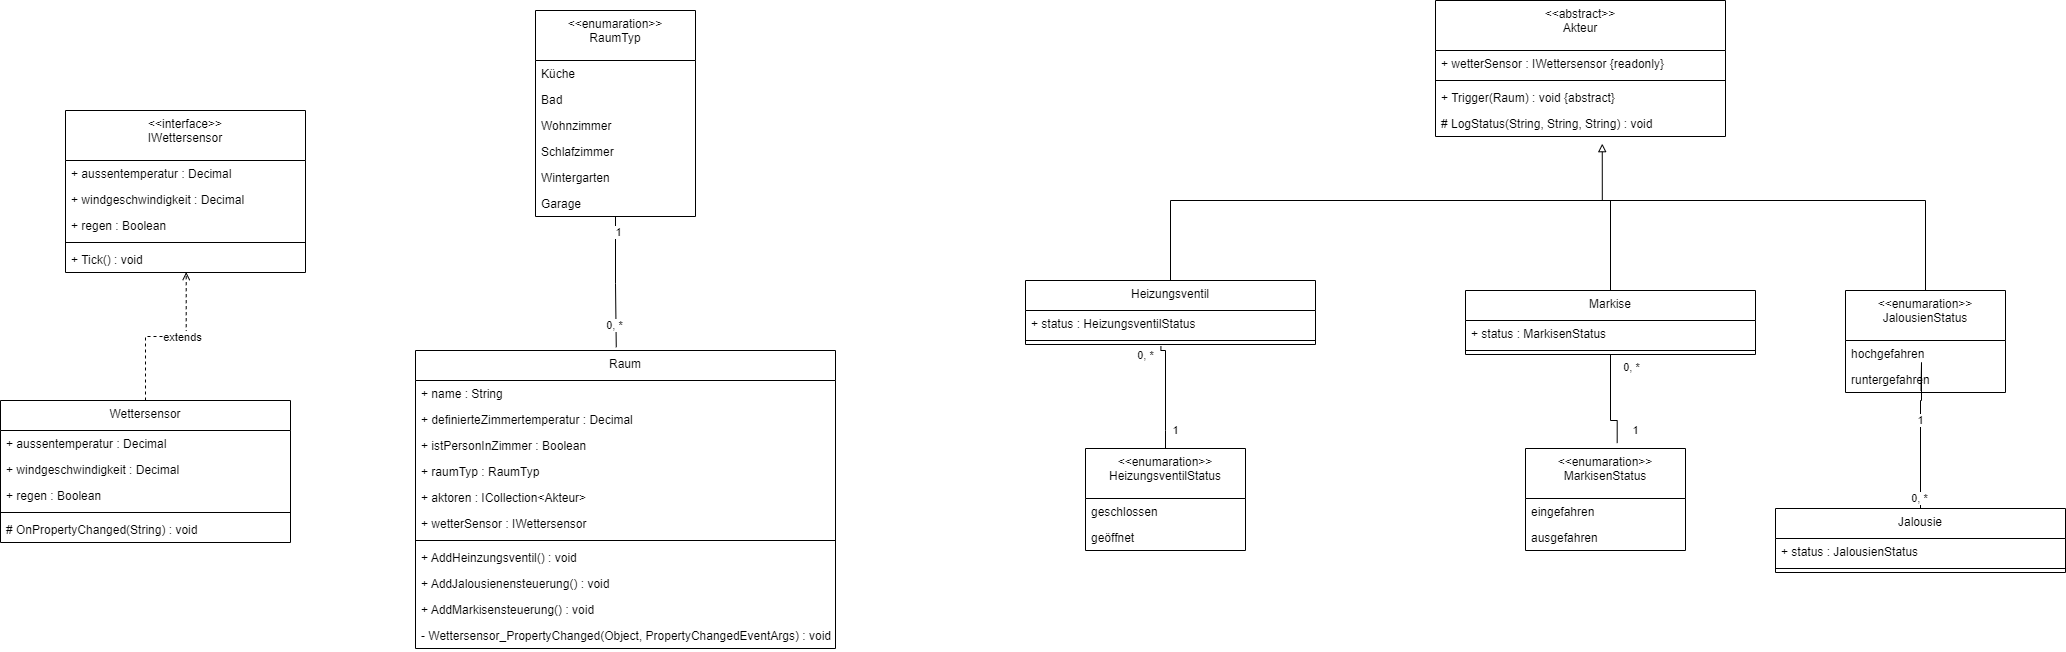 <<interface>>
IWettersensor
+ aussentemperatur : Decimal
+ windgeschwindigkeit : Decimal
+ regen : Boolean
+ Tick() : void
extends
Wettersensor
+ aussentemperatur : Decimal
+ windgeschwindigkeit : Decimal
+ regen : Boolean
# OnPropertyChanged(String) : void
<<enumaration>>
RaumTyp
Küche
Bad
Wohnzimmer
Schlafzimmer
Wintergarten
Garage
1
0, *
Raum
+ name : String
+ definierteZimmertemperatur : Decimal
+ istPersonInZimmer : Boolean
+ raumTyp : RaumTyp
+ aktoren : ICollection<Akteur>
+ wetterSensor : IWettersensor
+ AddHeinzungsventil() : void
+ AddJalousienensteuerung() : void
+ AddMarkisensteuerung() : void
- Wettersensor_PropertyChanged(Object, PropertyChangedEventArgs) : void
<<abstract>>
Akteur
+ wetterSensor : IWettersensor {readonly}
+ Trigger(Raum) : void {abstract}
# LogStatus(String, String, String) : void
Heizungsventil
+ status : HeizungsventilStatus
0, *
1
<<enumaration>>
HeizungsventilStatus
geschlossen
geöffnet
Markise
+ status : MarkisenStatus
0, *
1
<<enumaration>>
MarkisenStatus
eingefahren
ausgefahren
<<enumaration>>
JalousienStatus
hochgefahren
runtergefahren
1
0, *
Jalousie
+ status : JalousienStatus